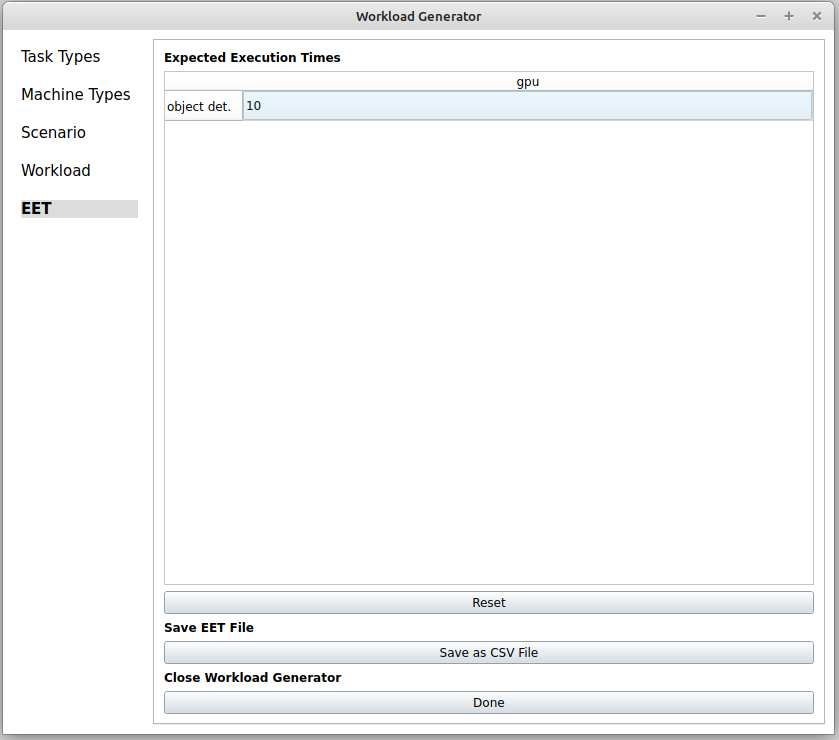 Workload Generator
Task Types
Machine Types
Scenario
Workload
EET
Expected Execution Times
gpu
object det. 10
Reset
Save EET File
Save as CSV File
Close Workload Generator
Done